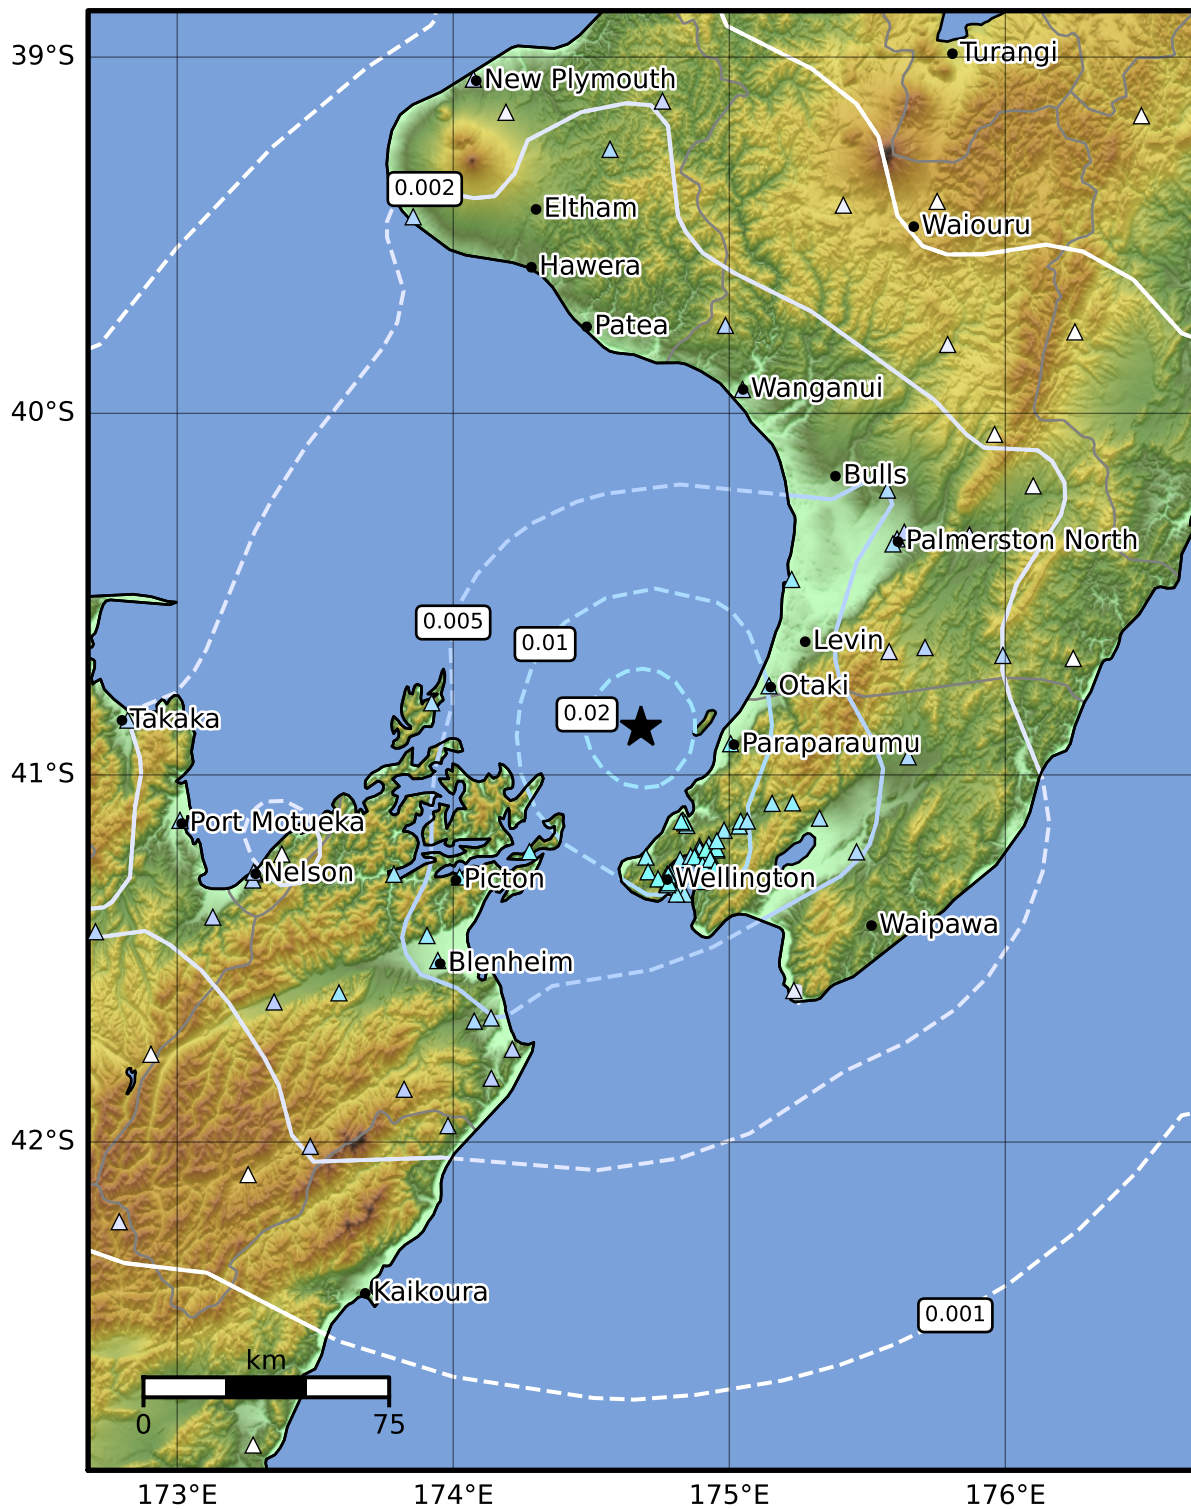 39°S
Turangi
New Plymouth
0.002
Eltham
Waiouru
Hawera
Patea
Wanganui
40°S
Bulls
Palmerston North
0.005
0.01
Levin
Otaki
0.02
Takaka
Paraparaumu
41°S
Port Motueka
Nelson
Picton
Wellington
Waipawa
Blenheim
42°S
Kaikoura
0.001
km
0
75
173°E
174°E
175°E
176°E